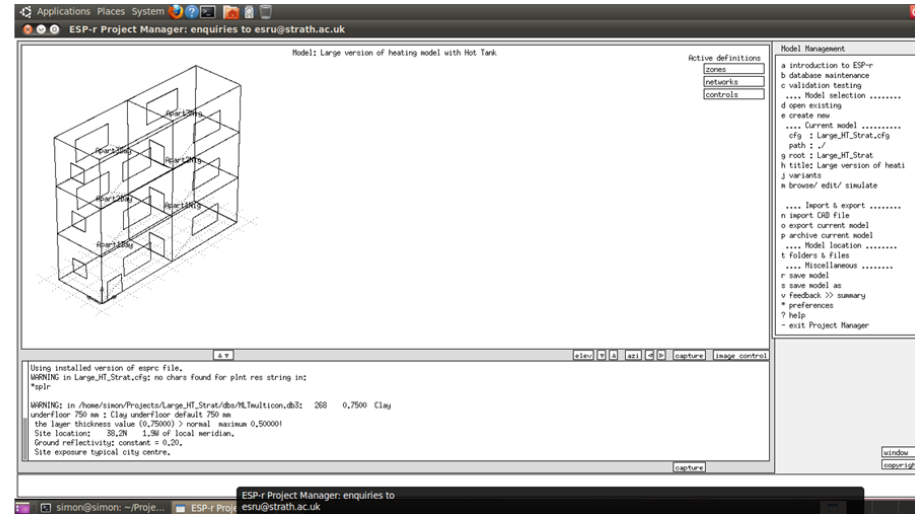 Applications Places System
ESP-r Project Manager: enquiries to esru@strath.ac.uk
Model: Large version of heating model with Hot Tank
Active definitions
zones
networks
controls
Apart3Nig
Apart3Day
Apart2Nig
Apart2Day
Apart1Nig
Apart1Day
elev
azi
capture
image control
Using installed version of esprc file.
WARNING in Large_HT_Strat.cfg: no chars found for plnt res string in:
*splr
WARNING: in /home/simon/Projects/Large_HT_Strat/dbs/MLTmulticon.db3: 268 0.7500 Clay
underfloor 750 mm : Clay underfloor default 750 mm
the layer thickness value (0.75000) > normal maximum 0.50000!
Site location: 38.2N 1.9W of local meridian.
Ground reflectivity: constant = 0.20.
Site exposure typical city centre.
capture
Model Management
a introduction to ESP-r
b database maintenance
c validation testing
.... Model selection ........
d open existing
e create new
.... Current model ..........
cfg : Large_HT_Strat.cfg
path : ./
g root : Large_HT_Strat
h title: Large version of heati
j variants
m browse/ edit/ simulate
.... Import & export ........
n import CAD file
o export current model
p archive current model
.... Model location ........
t folders & files
.... Miscellaneous ........
r save model
s save model as
v feedback >> summary
* preferences
? help
- exit Project Manager
window
copyrigh
simon@simon: ~/Proje...
ESP-r Proje
ESP-r Project Manager: enquiries to
esru@strath.ac.uk